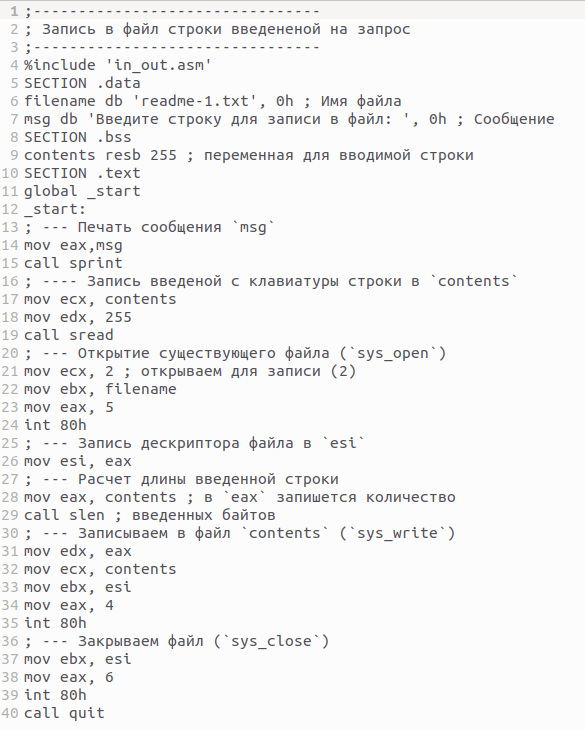 1 ;--------------------------------
2 ; Запись в файл строки введененой на запрос
3 ;--------------------------------
4 %include 'in_out.asm'
5 SECTION .data
6 filename db 'readme-1.txt', 0h ; Имя файла
7 msg db 'Введите строку для записи в файл: ', 0h ; Сообщение
8 SECTION .bss
9 contents resb 255 ; переменная для вводимой строки
10 SECTION .text
11 global _start
12 _start:
13 ; --- Печать сообщения `msg`
14 mov eax,msg
15 call sprint
16 ; ---- Запись введеной с клавиатуры строки в `contents`
17 mov ecx, contents
18 mov edx, 255
19 call sread
20 ; --- Открытие существующего файла (`sys_open`)
21 mov ecx, 2 ; открываем для записи (2)
22 mov ebx, filename
23 mov eax, 5
24 int 80h
25 ; --- Запись дескриптора файла в `esi`
26 mov esi, eax
27 ; --- Расчет длины введенной строки
28 mov eax, contents ; в `eax` запишется количество
29 call slen ; введенных байтов
30 ; --- Записываем в файл `contents` (`sys_write`)
31 mov edx, eax
32 mov ecx, contents
33 mov ebx, esi
34 mov eax, 4
35 int 80h
36 ; --- Закрываем файл (`sys_close`)
37 mov ebx, esi
38 mov eax, 6
39 int 80h
40 call quit